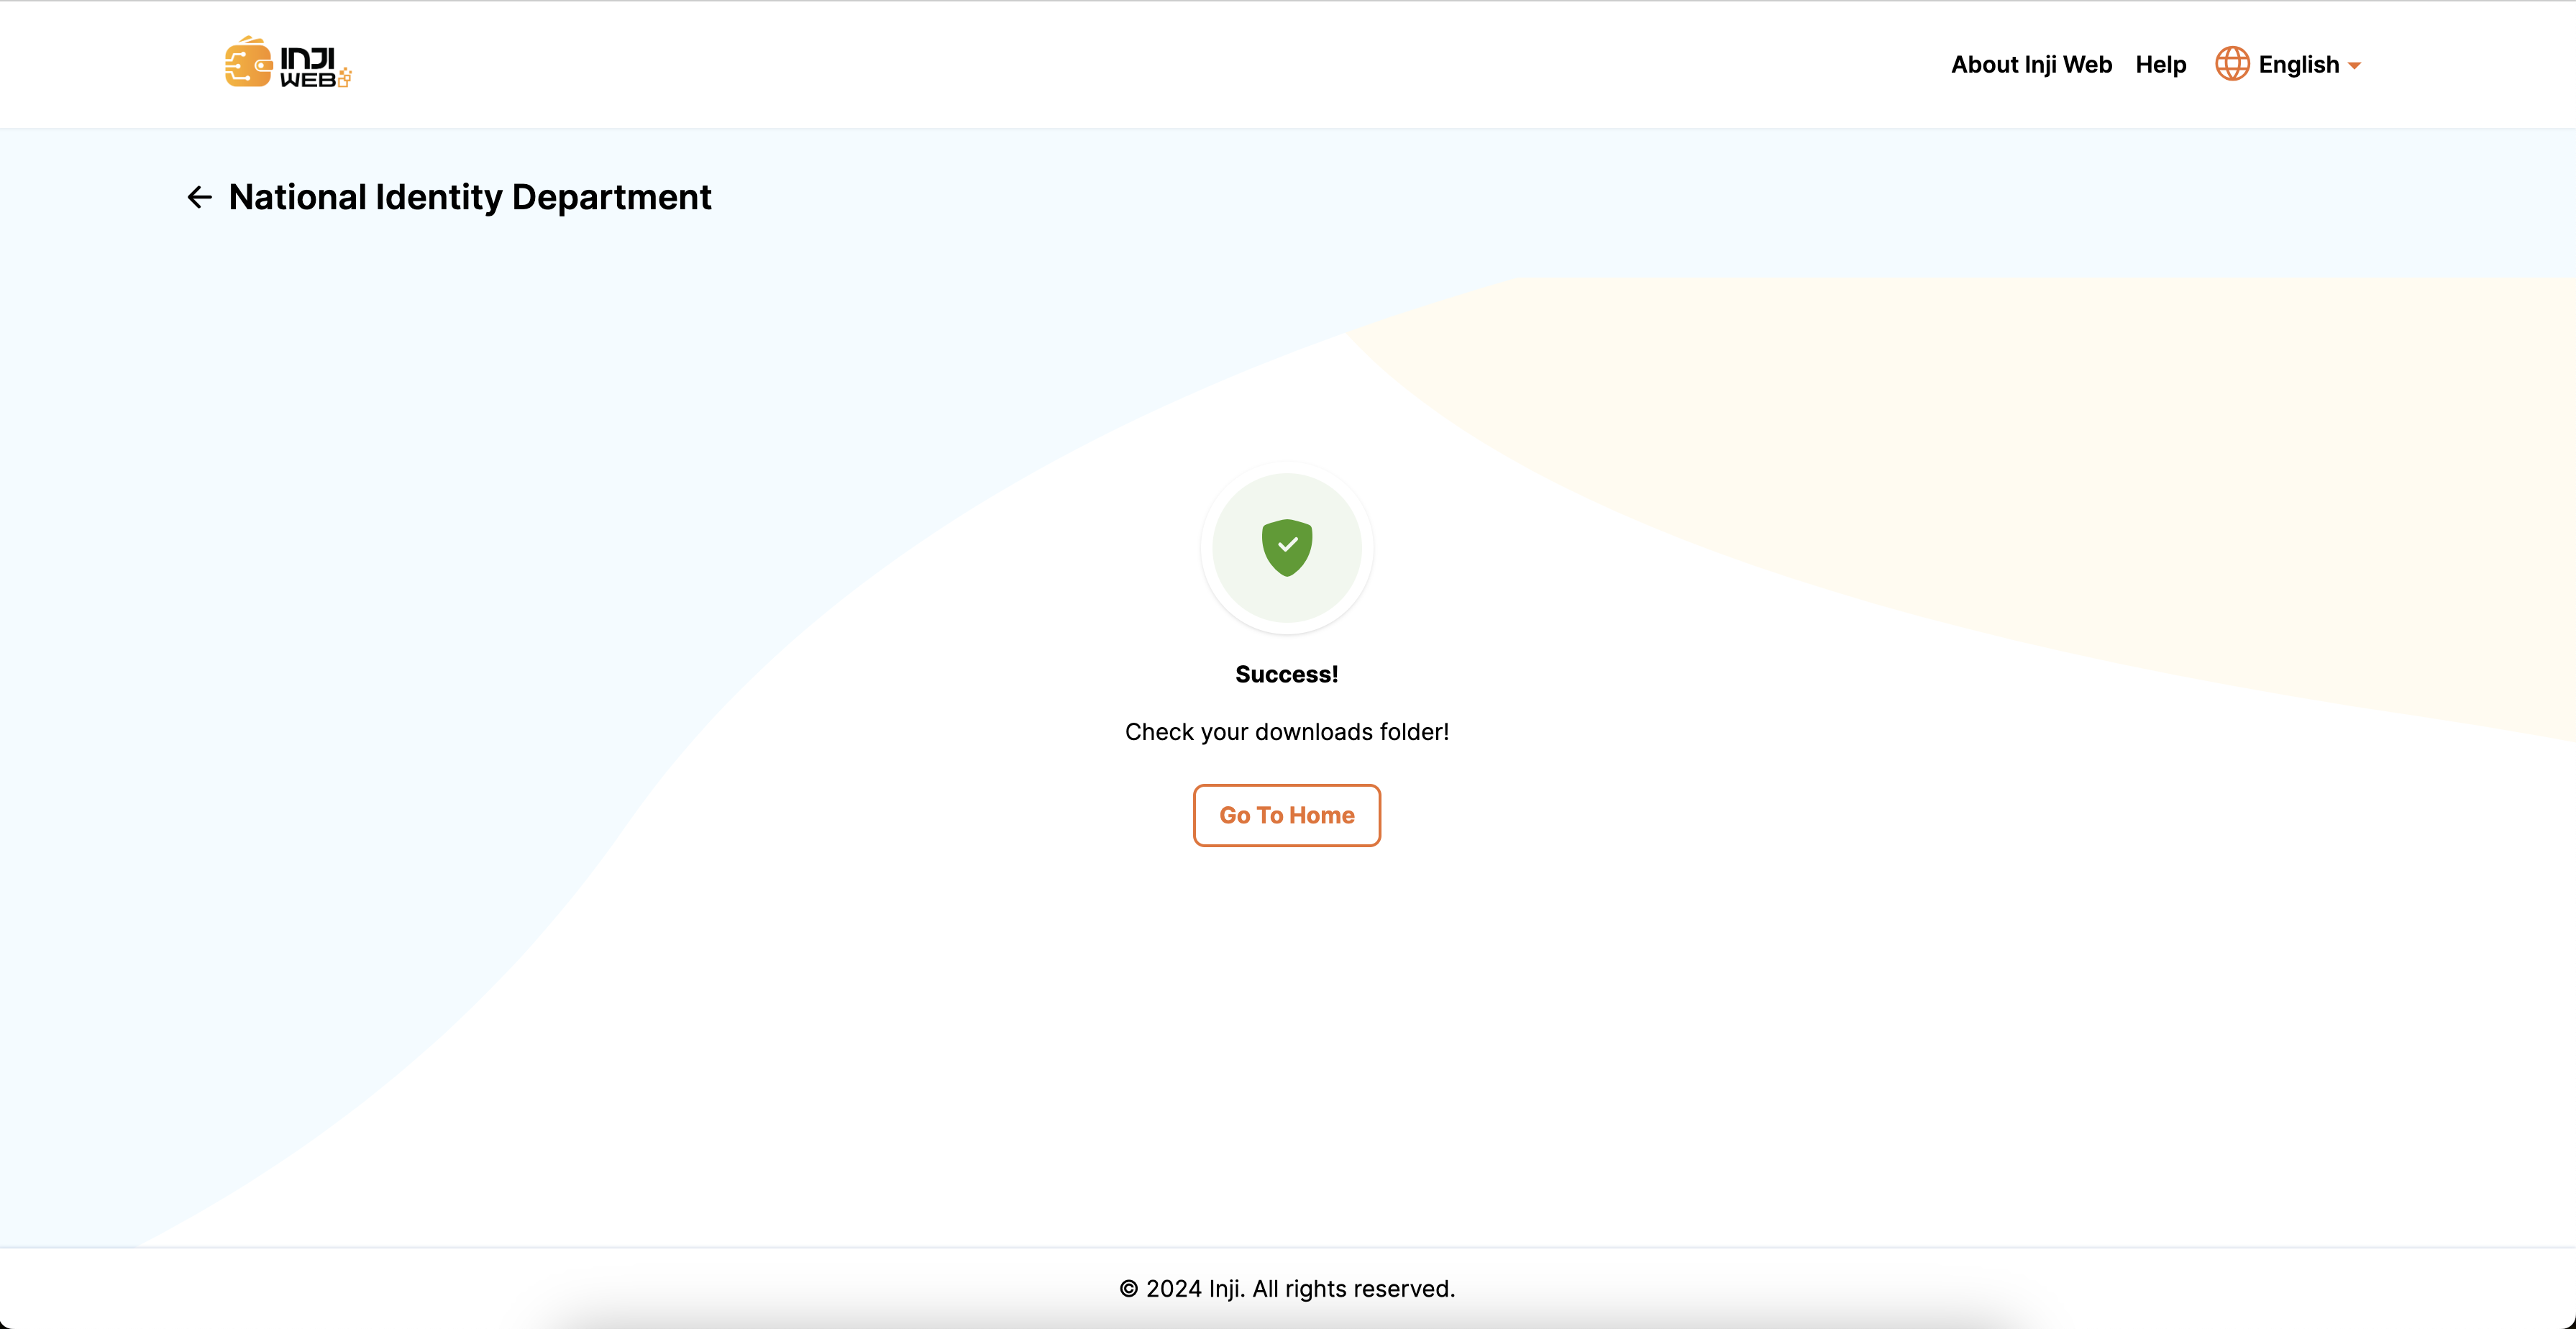 INJI
WEB
About Inji Web
Help
English
National Identity Department
Success!
Check your downloads folder!
Go To Home
© 2024 Inji. All rights reserved.